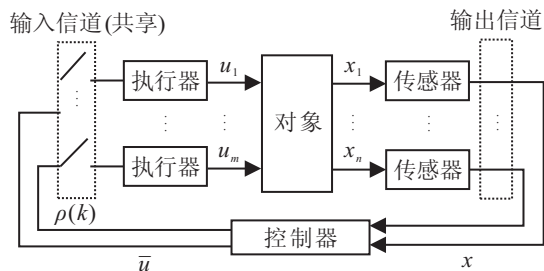 输入信道(共享)
输出信道
执行器
u₁
x₁
传感器
对象
执行器
uₘ
xₙ
传感器
ρ(k)
控制器
ū
x